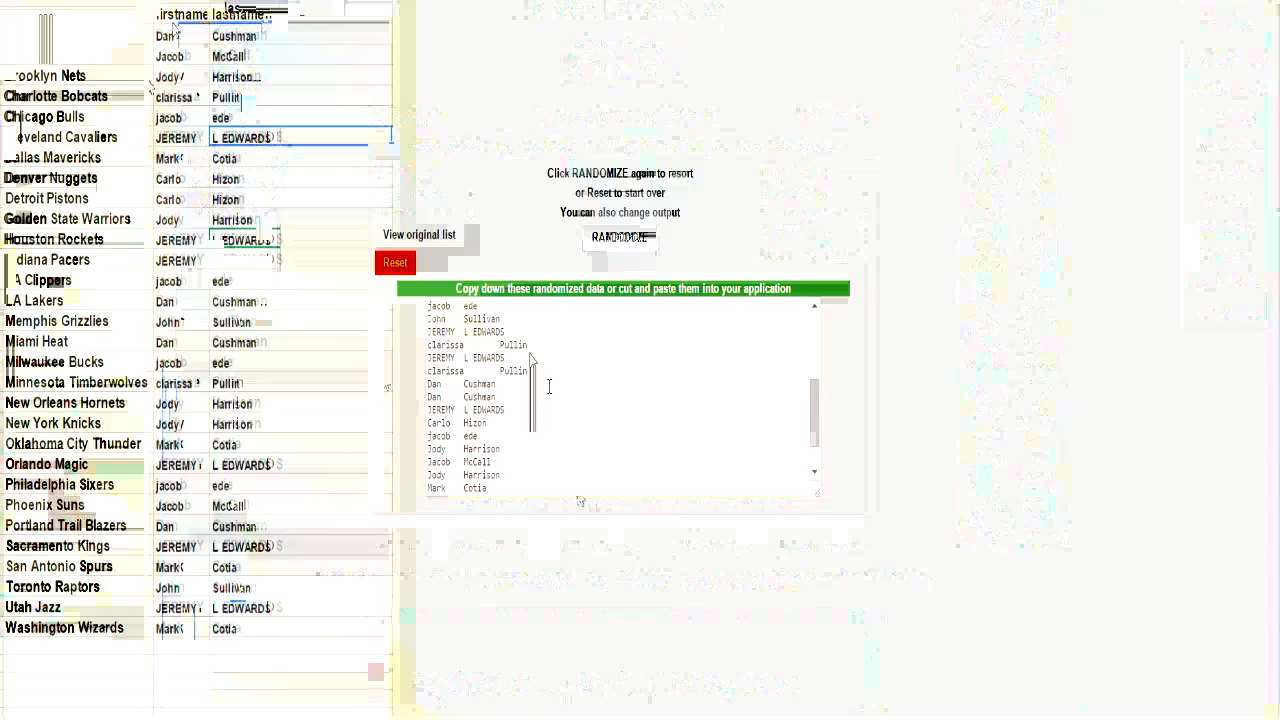 firstname lastname
Dan Cushman
Jacob McCall
rooklyn Nets Jody Harrison
Charlotte Bobcats clarissa Pullin
Chicago Bulls jacob ede
eveland Cavaliers JEREMY L EDWARDS
allas Mavericks Mark Cotia
Denver Nuggets Carlo Hizon
Detroit Pistons Carlo Hizon
Golden State Warriors Jody Harrison
Houston Rockets JEREMY L EDWARDS
diana Pacers JEREMY
A Clippers jacob ede
LA Lakers Dan Cushman
Memphis Grizzlies John Sullivan
Miami Heat Dan Cushman
Milwaukee Bucks jacob ede
Minnesota Timberwolves clarissa Pullin
New Orleans Hornets Jody Harrison
New York Knicks Jody Harrison
Oklahoma City Thunder Mark Cotia
Orlando Magic JEREMY L EDWARDS
Philadelphia Sixers jacob ede
Phoenix Suns Jacob McCall
Portland Trail Blazers Dan Cushman
Sacramento Kings JEREMY L EDWARDS
San Antonio Spurs Mark Cotia
Toronto Raptors John Sullivan
Utah Jazz JEREMY L EDWARDS
Washington Wizards Mark Cotia
Click RANDOMIZE again to resort
or Reset to start over
You can also change output
View original list
Reset
Copy down these randomized data or cut and paste them into your application
jacob ede
John Sullivan
JEREMY L EDWARDS
clarissa Pullin
JEREMY L EDWARDS
clarissa Pullin
Dan Cushman
Dan Cushman
JEREMY L EDWARDS
Carlo Hizon
jacob ede
Jody Harrison
Jacob McCall
Jody Harrison
Mark Cotia